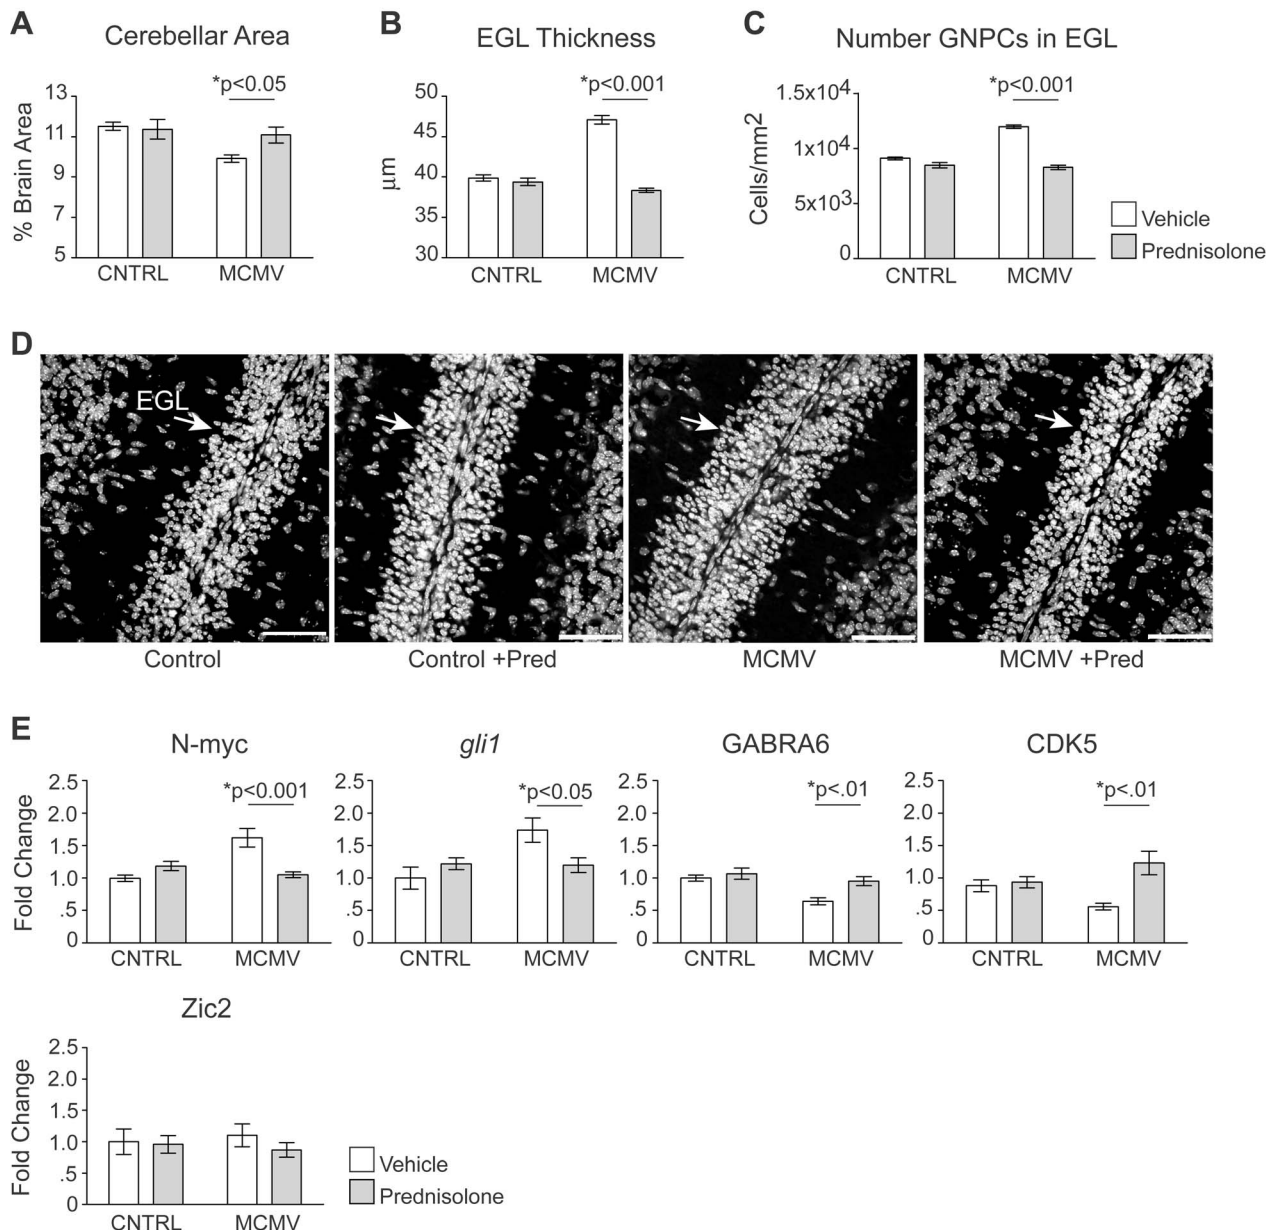 A
Cerebellar Area
*p<0.05
13
11
9
7
5
% Brain Area
CNTRL
MCMV
B
EGL Thickness
*p<0.001
50
45
40
35
30
μm
CNTRL
MCMV
C
Number GNPCs in EGL
*p<0.001
1.5x10⁴
1x10⁴
5x10³
0
Cells/mm²
CNTRL
MCMV
Vehicle
Prednisolone
D
EGL
Control
Control +Pred
MCMV
MCMV +Pred
E
N-myc
*p<0.001
2.5
2.0
1.5
1.0
.5
0
Fold Change
CNTRL
MCMV
gli1
*p<0.05
2.5
2.0
1.5
1.0
.5
0
CNTRL
MCMV
GABRA6
*p<.01
2.5
2.0
1.5
1.0
.5
0
CNTRL
MCMV
CDK5
*p<.01
2.5
2.0
1.5
1.0
.5
0
CNTRL
MCMV
Zic2
2.5
2.0
1.5
1.0
.5
0
Fold Change
CNTRL
MCMV
Vehicle
Prednisolone